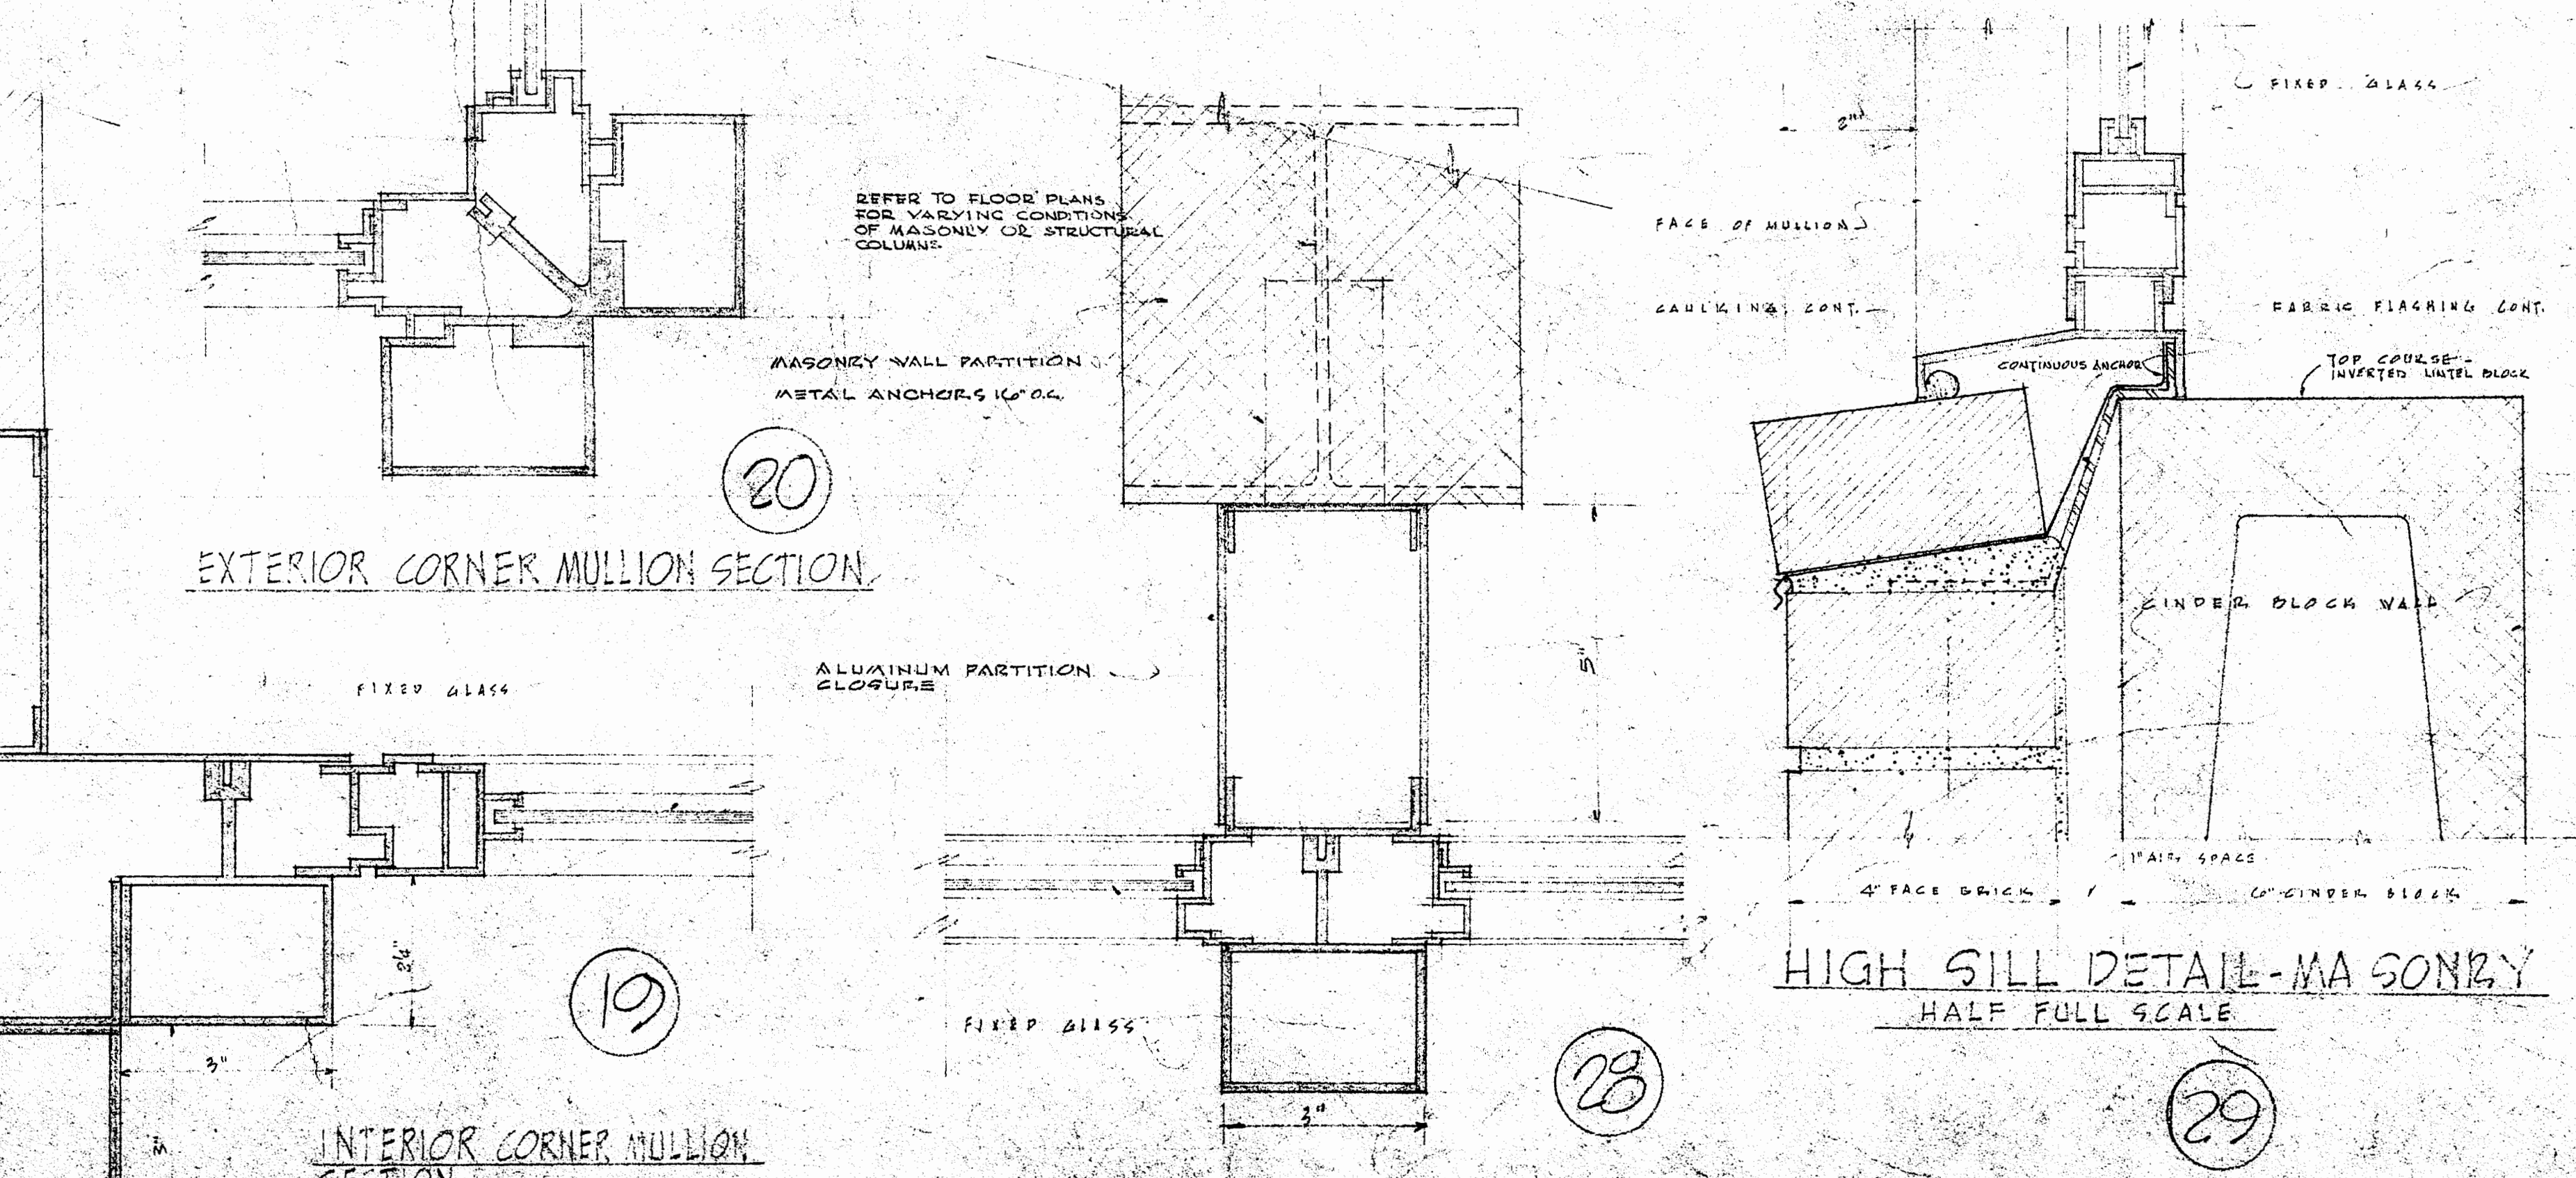 REFER TO FLOOR PLANS
FOR VARYING CONDITIONS
OF MASONRY OR STRUCTURAL
COLUMNS.
MASONRY WALL PARTITION
METAL ANCHORS 16" O.C.
20
EXTERIOR CORNER MULLION SECTION
FIXED GLASS
2 1/4"
3"
19
INTERIOR CORNER MULLION
SECTION
ALUMINUM PARTITION
CLOSURE
5"
FIXED GLASS
3"
28
2"
FIXED GLASS
FACE OF MULLION
CAULKING CONT.
FABRIC FLASHING CONT.
CONTINUOUS ANCHOR
TOP COURSE -
INVERTED LINTEL BLOCK
CINDER BLOCK WALL
1" AIR SPACE
4" FACE BRICK
6" CINDER BLOCK
HIGH SILL DETAIL - MASONRY
HALF FULL SCALE
29